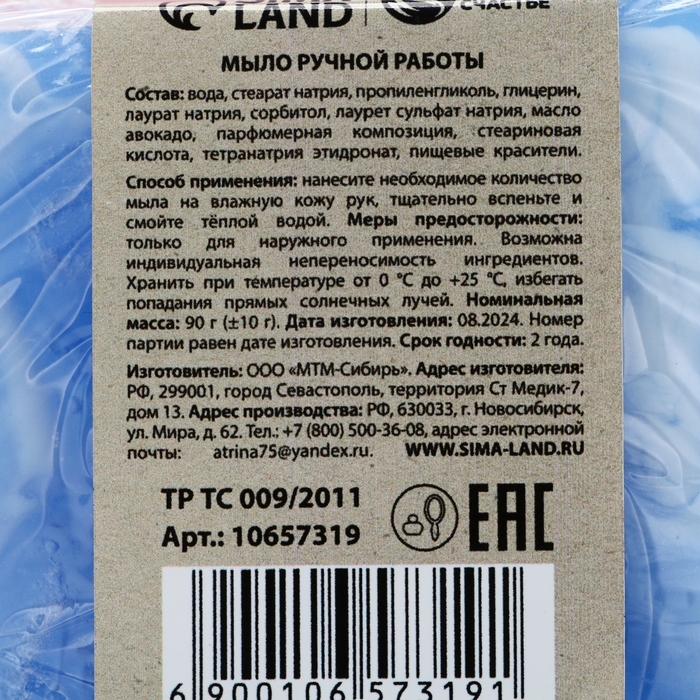 LAND СЧАСТЬЕ
МЫЛО РУЧНОЙ РАБОТЫ
Состав: вода, стеарат натрия, пропиленгликоль, глицерин,
лаурат натрия, сорбитол, лаурет сульфат натрия, масло
авокадо, парфюмерная композиция, стеариновая
кислота, тетранатрия этидронат, пищевые красители.
Способ применения: нанесите необходимое количество
мыла на влажную кожу рук, тщательно вспеньте и
смойте тёплой водой. Меры предосторожности:
только для наружного применения. Возможна
индивидуальная непереносимость ингредиентов.
Хранить при температуре от 0 °С до +25 °С, избегать
попадания прямых солнечных лучей. Номинальная
масса: 90 г (±10 г). Дата изготовления: 08.2024. Номер
партии равен дате изготовления. Срок годности: 2 года.
Изготовитель: ООО «МТМ-Сибирь». Адрес изготовителя:
РФ, 299001, город Севастополь, территория Ст Медик-7,
дом 13. Адрес производства: РФ, 630033, г. Новосибирск,
ул. Мира, д. 62. Тел.: +7 (800) 500-36-08, адрес электронной
почты: atrina75@yandex.ru. WWW.SIMA-LAND.RU
ТР ТС 009/2011
Арт.: 10657319
EAC
6 900106 573191